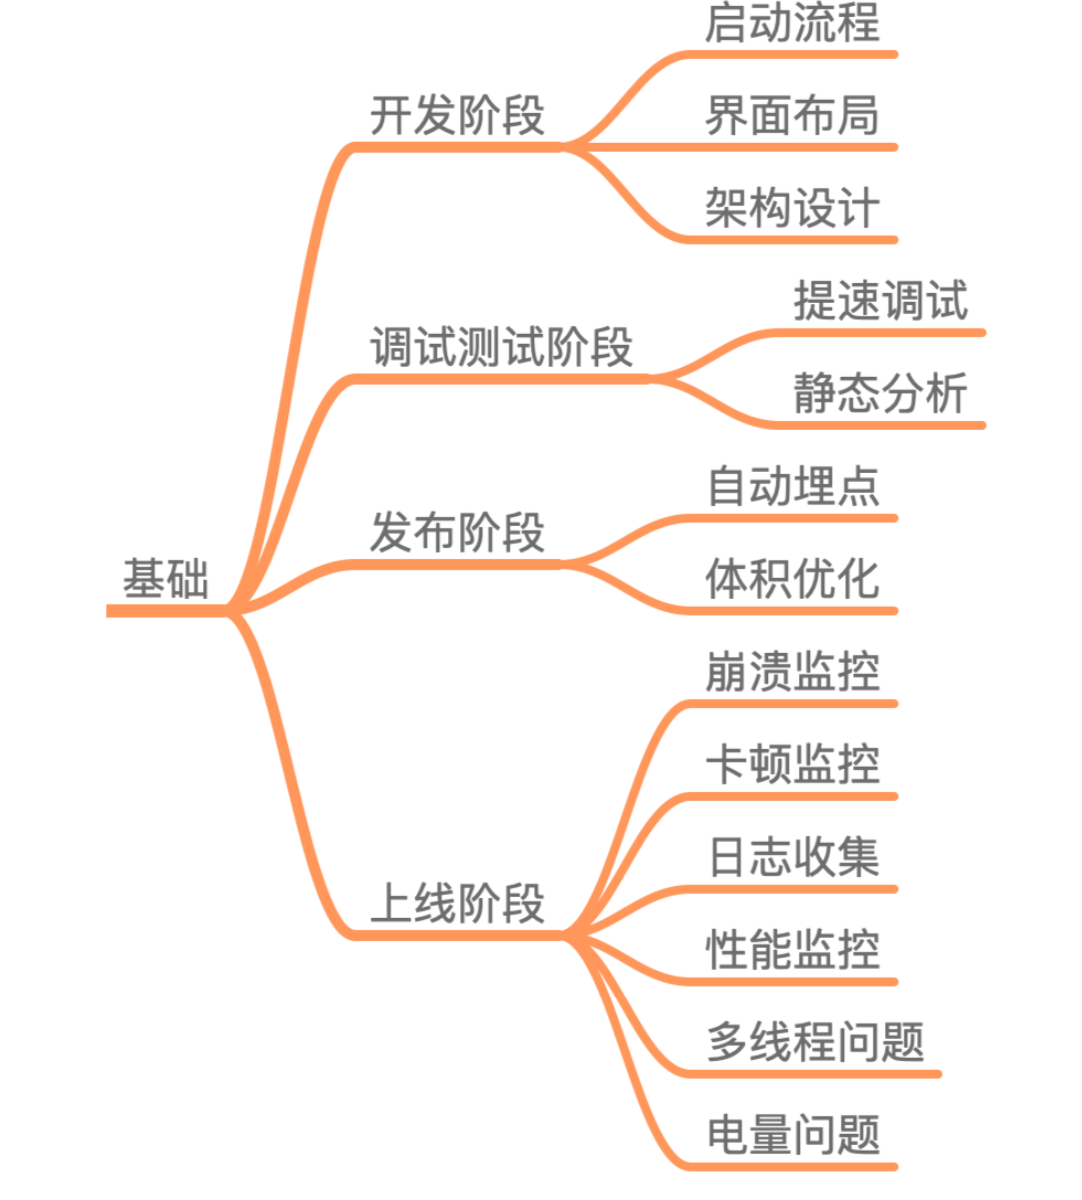 基础
开发阶段
启动流程
界面布局
架构设计
调试测试阶段
提速调试
静态分析
发布阶段
自动埋点
体积优化
上线阶段
崩溃监控
卡顿监控
日志收集
性能监控
多线程问题
电量问题